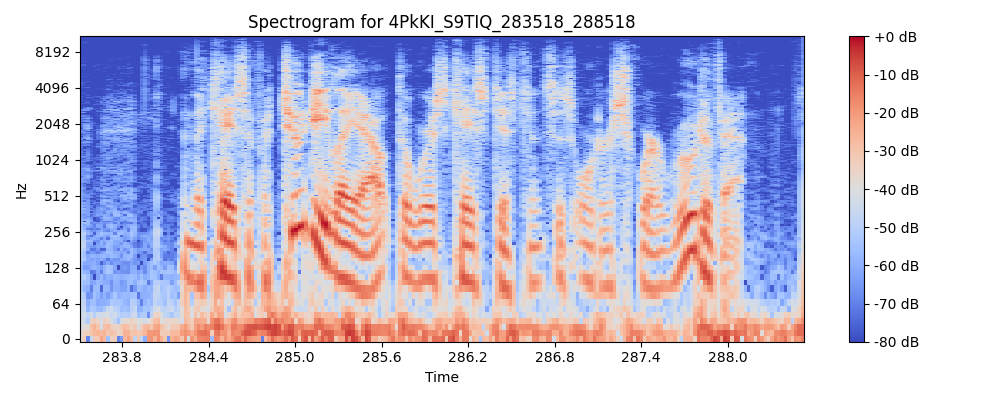 Spectrogram for 4PkKI_S9TIQ_283518_288518
8192
4096
2048
1024
512
256
128
64
0
Hz
283.8 284.4 285.0 285.6 286.2 286.8 287.4 288.0
Time
+0 dB
-10 dB
-20 dB
-30 dB
-40 dB
-50 dB
-60 dB
-70 dB
-80 dB